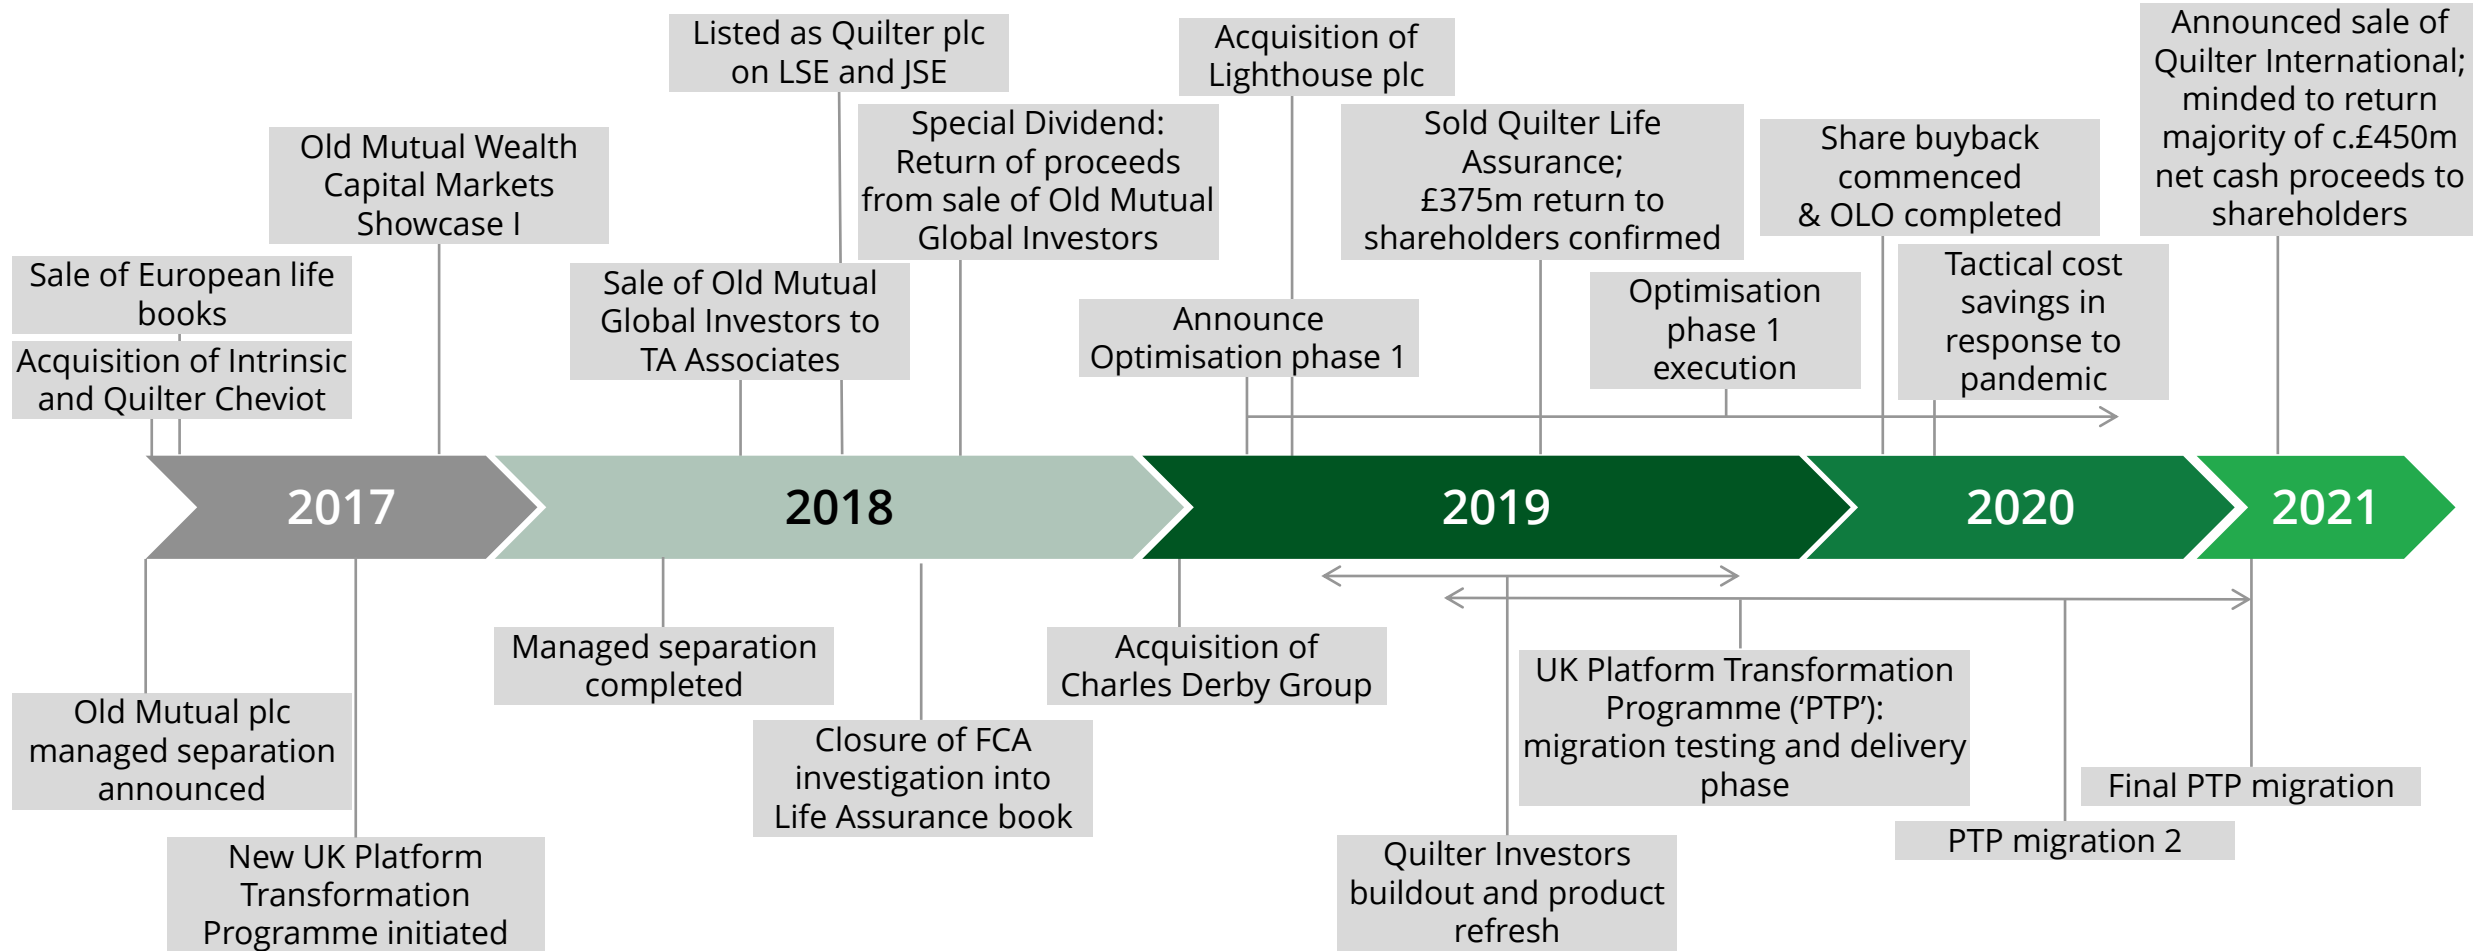 Listed as Quilter plc
on LSE and JSE
Acquisition of
Lighthouse plc
Announced sale of
Quilter International;
minded to return
majority of c.£450m
net cash proceeds to
shareholders
Old Mutual Wealth
Capital Markets
Showcase I
Special Dividend:
Return of proceeds
from sale of Old Mutual
Global Investors
Sold Quilter Life
Assurance;
£375m return to
shareholders confirmed
Share buyback
commenced
& OLO completed
Sale of European life
books
Acquisition of Intrinsic
and Quilter Cheviot
Sale of Old Mutual
Global Investors to
TA Associates
Announce
Optimisation phase 1
Optimisation
phase 1
execution
Tactical cost
savings in
response to
pandemic
2017
2018
2019
2020
2021
Old Mutual plc
managed separation
announced
New UK Platform
Transformation
Programme initiated
Managed separation
completed
Closure of FCA
investigation into
Life Assurance book
Acquisition of
Charles Derby Group
Quilter Investors
buildout and product
refresh
UK Platform Transformation
Programme (‘PTP’):
migration testing and delivery
phase
PTP migration 2
Final PTP migration